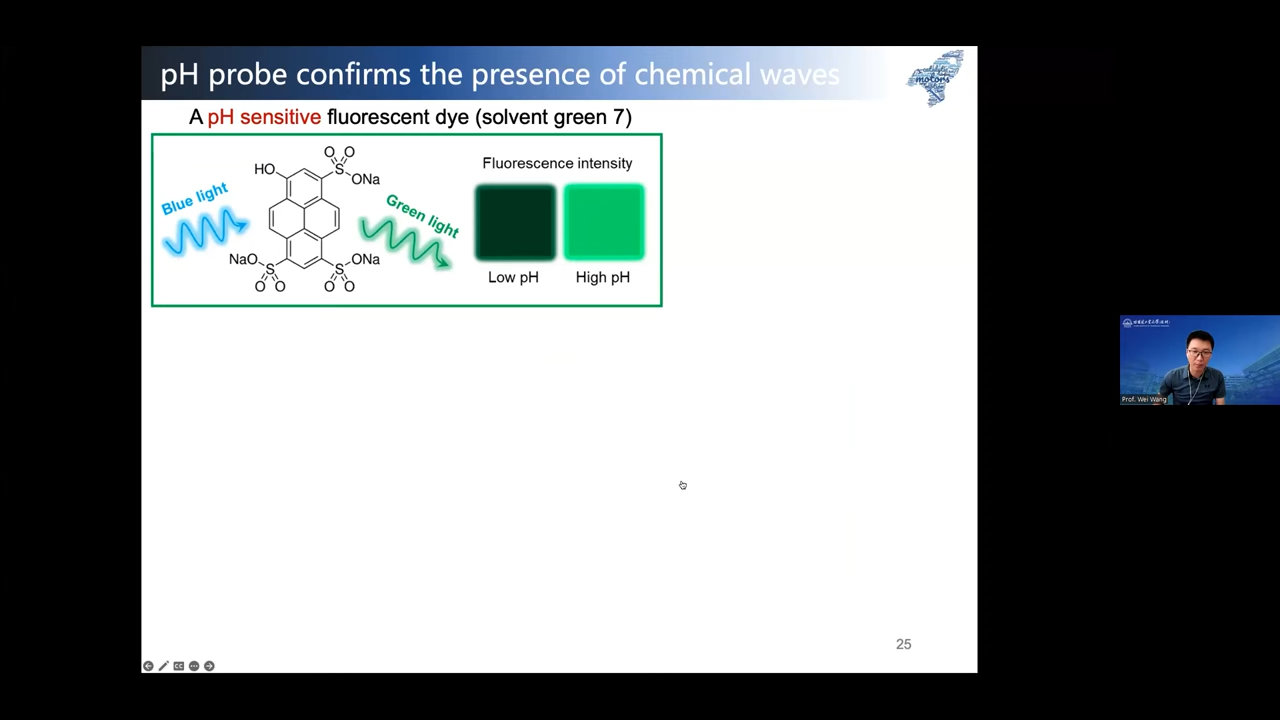 pH probe confirms the presence of chemical waves
motors
A pH sensitive fluorescent dye (solvent green 7)
Blue light
HO
O O
S
ONa
Green light
NaO
S
O O
ONa
S
O O
Fluorescence intensity
Low pH
High pH
Prof. Wei Wang
25